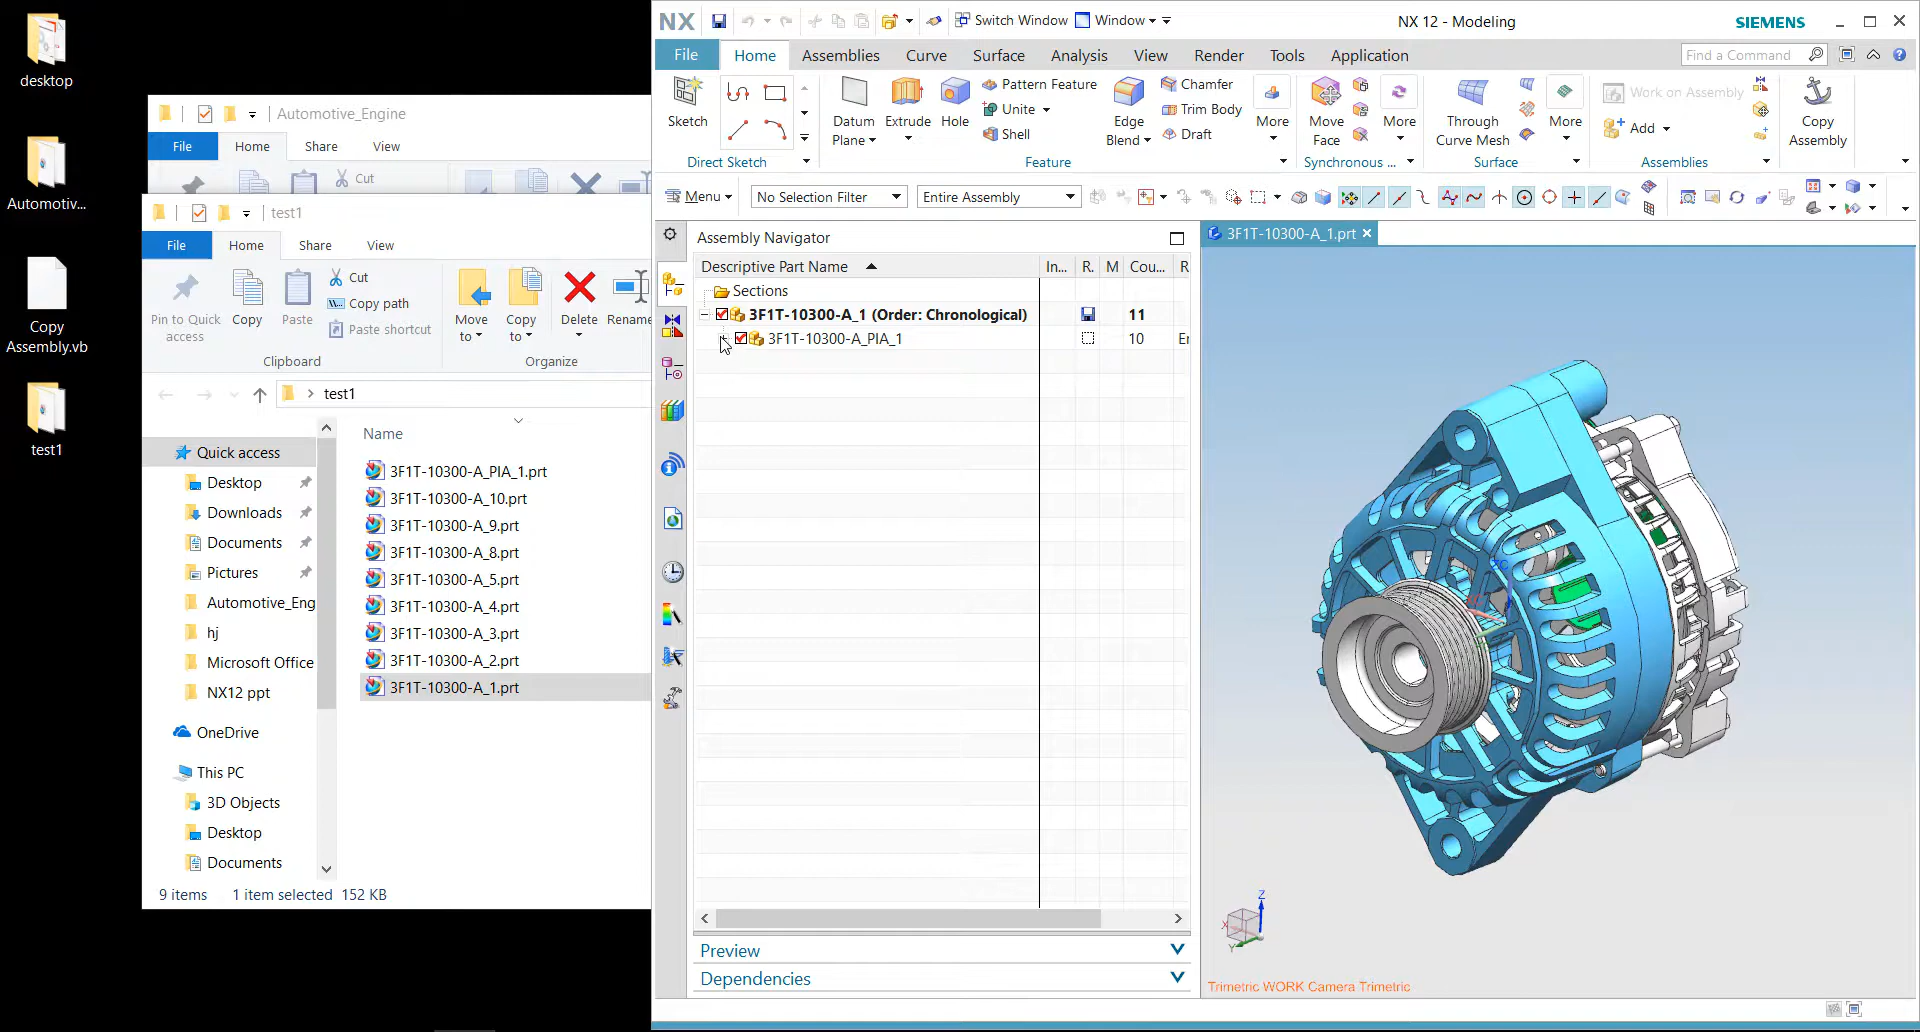 desktop
Automotiv...
Copy
Assembly.vb
test1
Automotive_Engine
File Home Share View
Cut
test1
File Home Share View
Pin to Quick
access
Copy
Paste
Cut
Copy path
Paste shortcut
Move
to
Copy
to
Delete
Rename
Clipboard
Organize
test1
Quick access
Desktop
Downloads
Documents
Pictures
Automotive_Eng
hj
Microsoft Office
NX12 ppt
OneDrive
This PC
3D Objects
Desktop
Documents
Name
3F1T-10300-A_PIA_1.prt
3F1T-10300-A_10.prt
3F1T-10300-A_9.prt
3F1T-10300-A_8.prt
3F1T-10300-A_5.prt
3F1T-10300-A_4.prt
3F1T-10300-A_3.prt
3F1T-10300-A_2.prt
3F1T-10300-A_1.prt
9 items 1 item selected 152 KB
NX Switch Window Window NX 12 - Modeling SIEMENS
File Home Assemblies Curve Surface Analysis View Render Tools Application Find a Command
Sketch
Direct Sketch
Datum
Plane
Extrude
Hole
Pattern Feature
Unite
Shell
Edge
Blend
Chamfer
Trim Body
Draft
More
Feature
Move
Face
More
Synchronous ...
Through
Curve Mesh
More
Surface
Work on Assembly
Add
Assemblies
Copy
Assembly
Menu No Selection Filter Entire Assembly
Assembly Navigator
Descriptive Part Name In... R. M Cou... R
Sections
3F1T-10300-A_1 (Order: Chronological) 11
3F1T-10300-A_PIA_1 10 Er
Preview
Dependencies
3F1T-10300-A_1.prt
Z
X
Y
Trimetric WORK Camera Trimetric